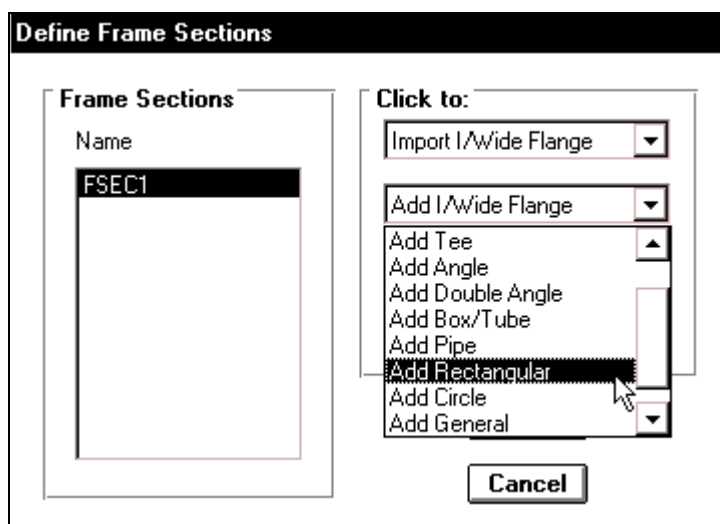 Define Frame Sections
Frame Sections
Name
FSEC1
Click to:
Import I/Wide Flange
Add I/Wide Flange
Add Tee
Add Angle
Add Double Angle
Add Box/Tube
Add Pipe
Add Rectangular
Add Circle
Add General
Cancel